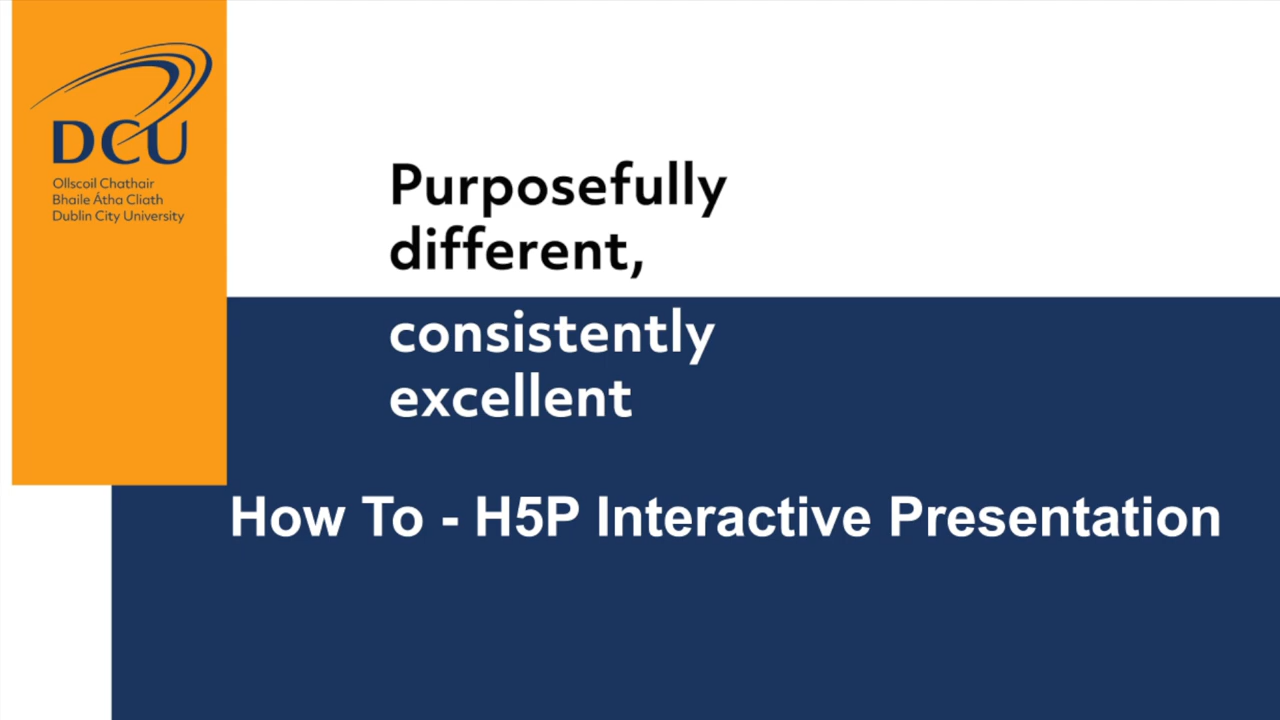 DCU
Ollscoil Chathair
Bhaile Átha Cliath
Dublin City University
Purposefully
different,
consistently
excellent
How To - H5P Interactive Presentation